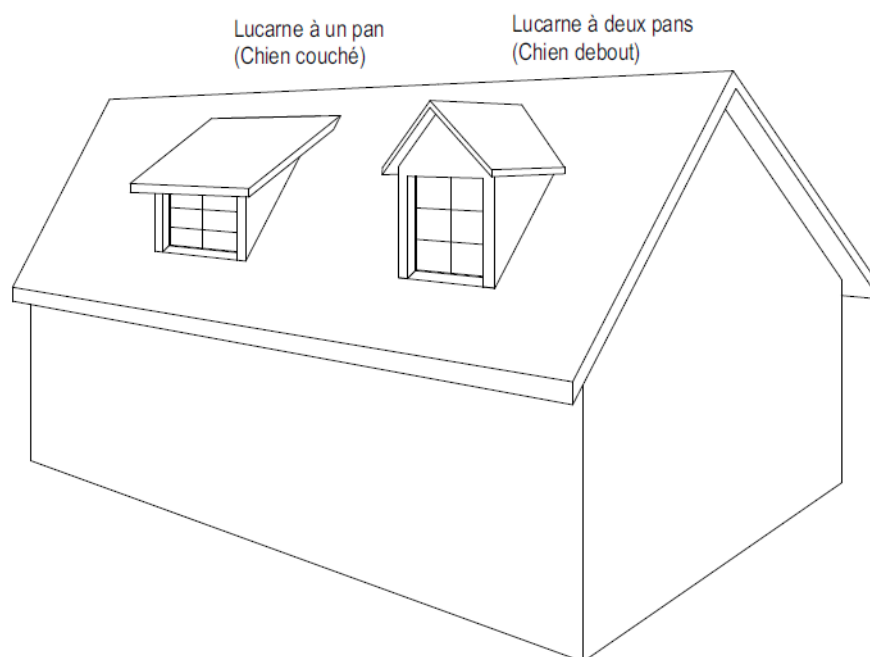 Lucarne à un pan
(Chien couché)
Lucarne à deux pans
(Chien debout)